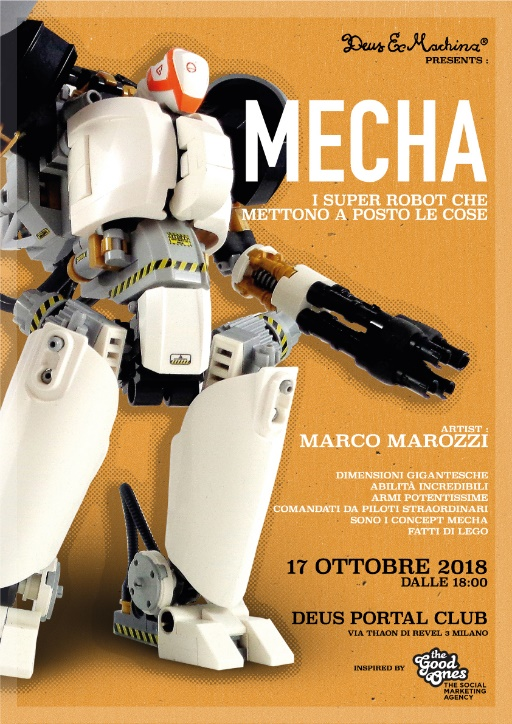 Deus Ex Machina®
PRESENTS :
MECHA
I SUPER ROBOT CHE
METTONO A POSTO LE COSE
ARTIST :
MARCO MAROZZI
DIMENSIONI GIGANTESCHE
ABILITÀ INCREDIBILI
ARMI POTENTISSIME
COMANDATI DA PILOTI STRAORDINARI
SONO I CONCEPT MECHA
FATTI DI LEGO
17 OTTOBRE 2018
DALLE 18:00
DEUS PORTAL CLUB
VIA THAON DI REVEL 3 MILANO
INSPIRED BY
the
Good
Ones
THE SOCIAL
MARKETING
AGENCY